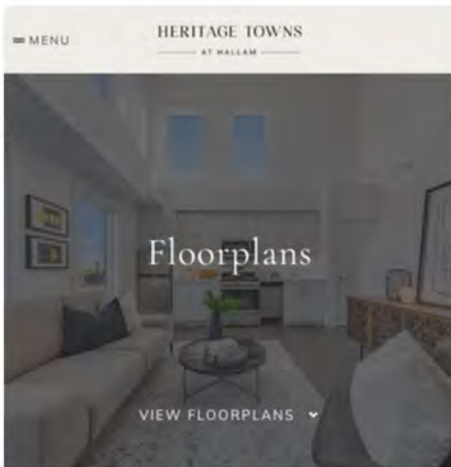 MENU
HERITAGE TOWNS
AT HALLAM
Floorplans
VIEW FLOORPLANS